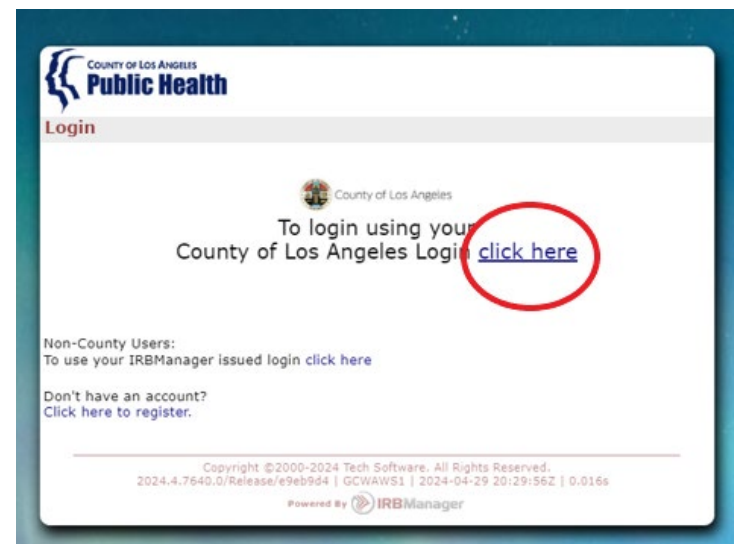 County of Los Angeles
Public Health
Login
County of Los Angeles
To login using your
County of Los Angeles Login click here
Non-County Users:
To use your IRBManager issued login click here
Don't have an account?
Click here to register.
Copyright ©2000-2024 Tech Software. All Rights Reserved.
2024.4.7640.0/Release/e9eb9d4 | GCWAWS1 | 2024-04-29 20:29:56Z | 0.016s
Powered By IRBManager